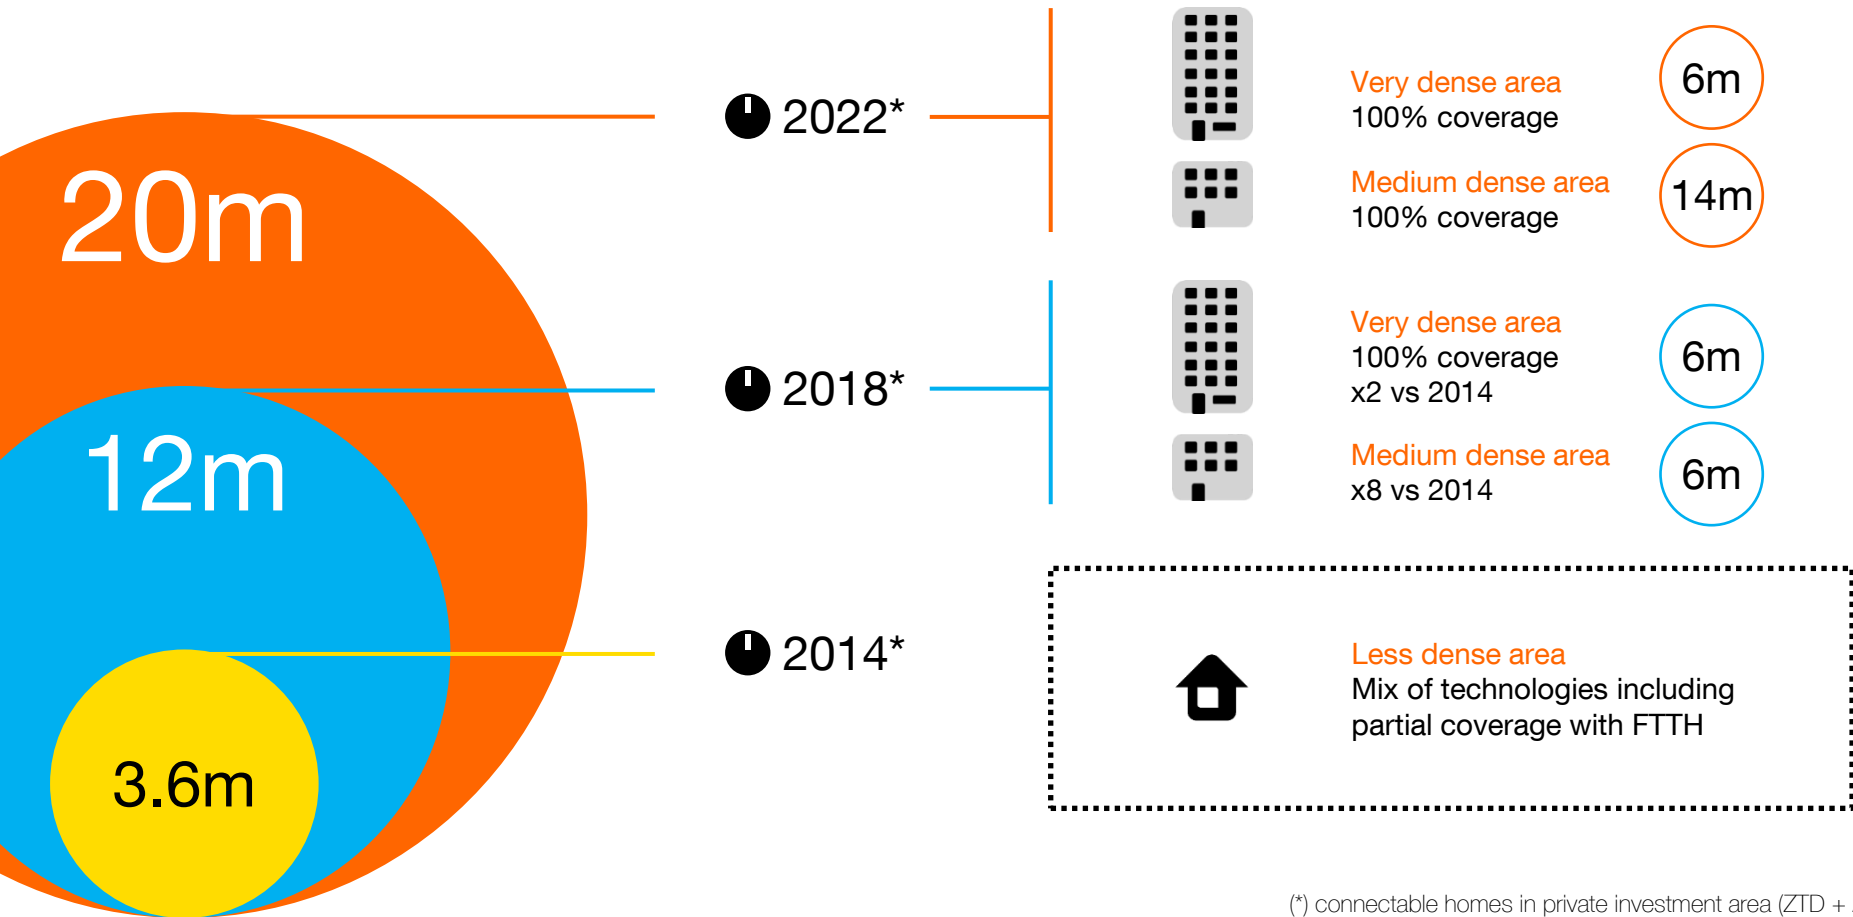 20m
12m
3.6m
2022*
Very dense area
100% coverage
6m
Medium dense area
100% coverage
14m
2018*
Very dense area
100% coverage
x2 vs 2014
6m
Medium dense area
x8 vs 2014
6m
2014*
Less dense area
Mix of technologies including
partial coverage with FTTH
(*) connectable homes in private investment area (ZTD +